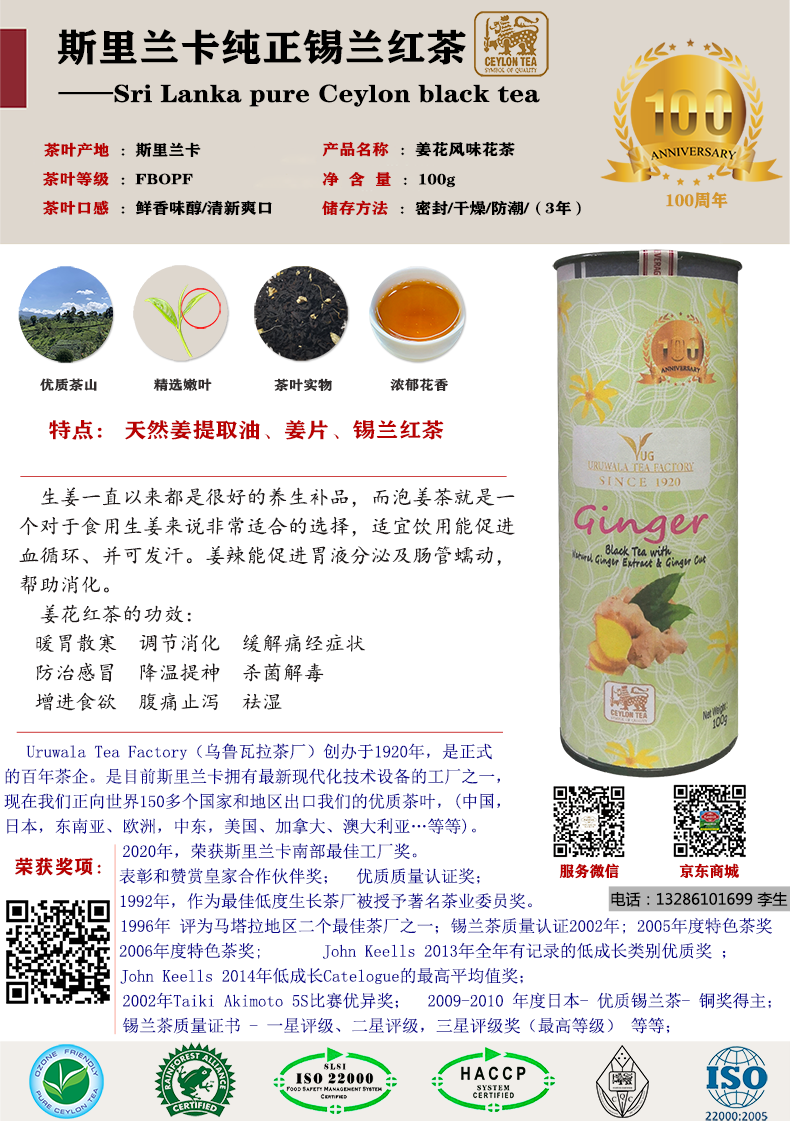 斯里兰卡纯正锡兰红茶
CEYLON TEA
SYMBOL OF QUALITY
——Sri Lanka pure Ceylon black tea
100
ANNIVERSARY
100周年
茶叶产地 : 斯里兰卡
产品名称 : 姜花风味花茶
茶叶等级 : FBOPF
净 含 量 : 100g
茶叶口感 : 鲜香味醇/清新爽口
储存方法 : 密封/干燥/防潮/（3年）
优质茶山
精选嫩叶
茶叶实物
浓郁花香
特点： 天然姜提取油、姜片、锡兰红茶
生姜一直以来都是很好的养生补品，而泡姜茶就是一
个对于食用生姜来说非常适合的选择，适宜饮用能促进
血循环、并可发汗。姜辣能促进胃液分泌及肠管蠕动，
帮助消化。
姜花红茶的功效：
暖胃散寒 调节消化 缓解痛经症状
防治感冒 降温提神 杀菌解毒
增进食欲 腹痛止泻 祛湿
100
ANNIVERSARY
UG
URUWALA TEA FACTORY
SINCE 1920
Ginger
Black Tea with
Natural Ginger Extract & Ginger Cut
CEYLON TEA
Net Weight:
100g
Uruwala Tea Factory（乌鲁瓦拉茶厂）创办于1920年，是正式
的百年茶企。是目前斯里兰卡拥有最新现代化技术设备的工厂之一，
现在我们正向世界150多个国家和地区出口我们的优质茶叶，(中国，
日本，东南亚、欧洲，中东，美国、加拿大、澳大利亚…等等)。
服务微信
京东商城
电话：13286101699 李生
荣获奖项：
2020年，荣获斯里兰卡南部最佳工厂奖。
表彰和赞赏皇家合作伙伴奖； 优质质量认证奖；
1992年，作为最佳低度生长茶厂被授予著名茶业委员奖。
1996年 评为马塔拉地区二个最佳茶厂之一；锡兰茶质量认证2002年; 2005年度特色茶奖
2006年度特色茶奖; John Keells 2013年全年有记录的低成长类别优质奖 ；
John Keells 2014年低成长Catelogue的最高平均值奖；
2002年Taiki Akimoto 5S比赛优异奖； 2009-2010 年度日本- 优质锡兰茶- 铜奖得主；
锡兰茶质量证书 - 一星评级、二星评级，三星评级奖（最高等级） 等等；
OZONE FRIENDLY
PURE CEYLON TEA
RAINFOREST ALLIANCE
CERTIFIED
SLSI
ISO 22000
FOOD SAFETY MANAGEMENT SYSTEM
CERTIFIED
HACCP
SYSTEM
CERTIFIED
CQC
ISO
22000:2005